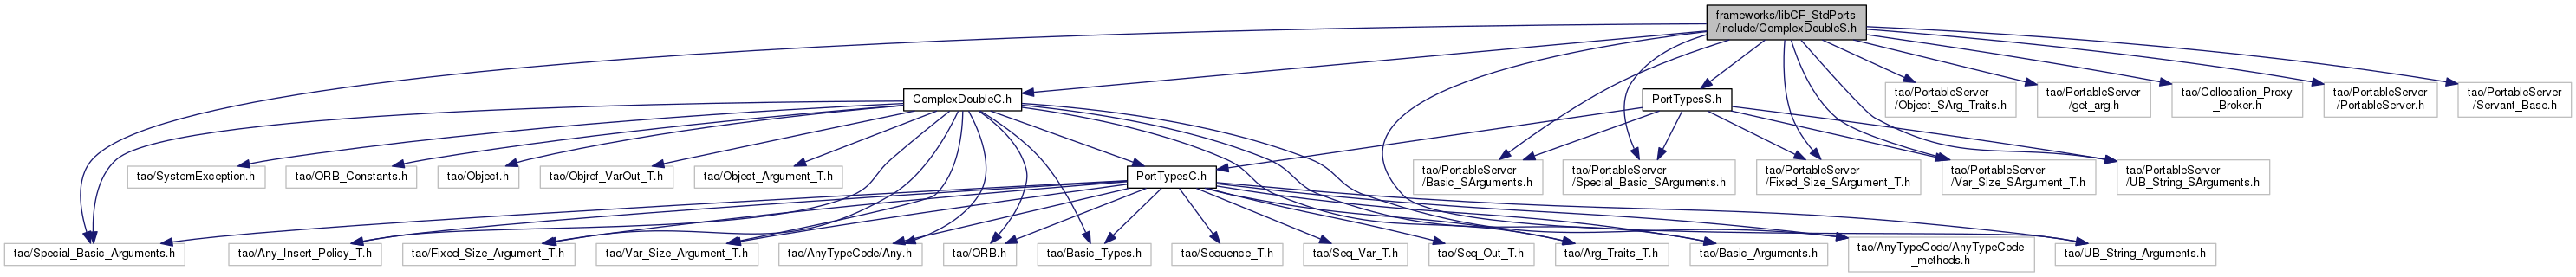 frameworks/libCF_StdPorts
/include/ComplexDoubleS.h
ComplexDoubleC.h
PortTypesS.h
tao/PortableServer
/Object_SArg_Traits.h
tao/PortableServer
/get_arg.h
tao/Collocation_Proxy
_Broker.h
tao/PortableServer
/PortableServer.h
tao/PortableServer
/Servant_Base.h
tao/SystemException.h
tao/ORB_Constants.h
tao/Object.h
tao/Objref_VarOut_T.h
tao/Object_Argument_T.h
PortTypesC.h
tao/PortableServer
/Basic_SArguments.h
tao/PortableServer
/Special_Basic_SArguments.h
tao/PortableServer
/Fixed_Size_SArgument_T.h
tao/PortableServer
/Var_Size_SArgument_T.h
tao/PortableServer
/UB_String_SArguments.h
tao/Special_Basic_Arguments.h
tao/Any_Insert_Policy_T.h
tao/Fixed_Size_Argument_T.h
tao/Var_Size_Argument_T.h
tao/AnyTypeCode/Any.h
tao/ORB.h
tao/Basic_Types.h
tao/Sequence_T.h
tao/Seq_Var_T.h
tao/Seq_Out_T.h
tao/Arg_Traits_T.h
tao/Basic_Arguments.h
tao/AnyTypeCode/AnyTypeCode
_methods.h
tao/UB_String_Arguments.h